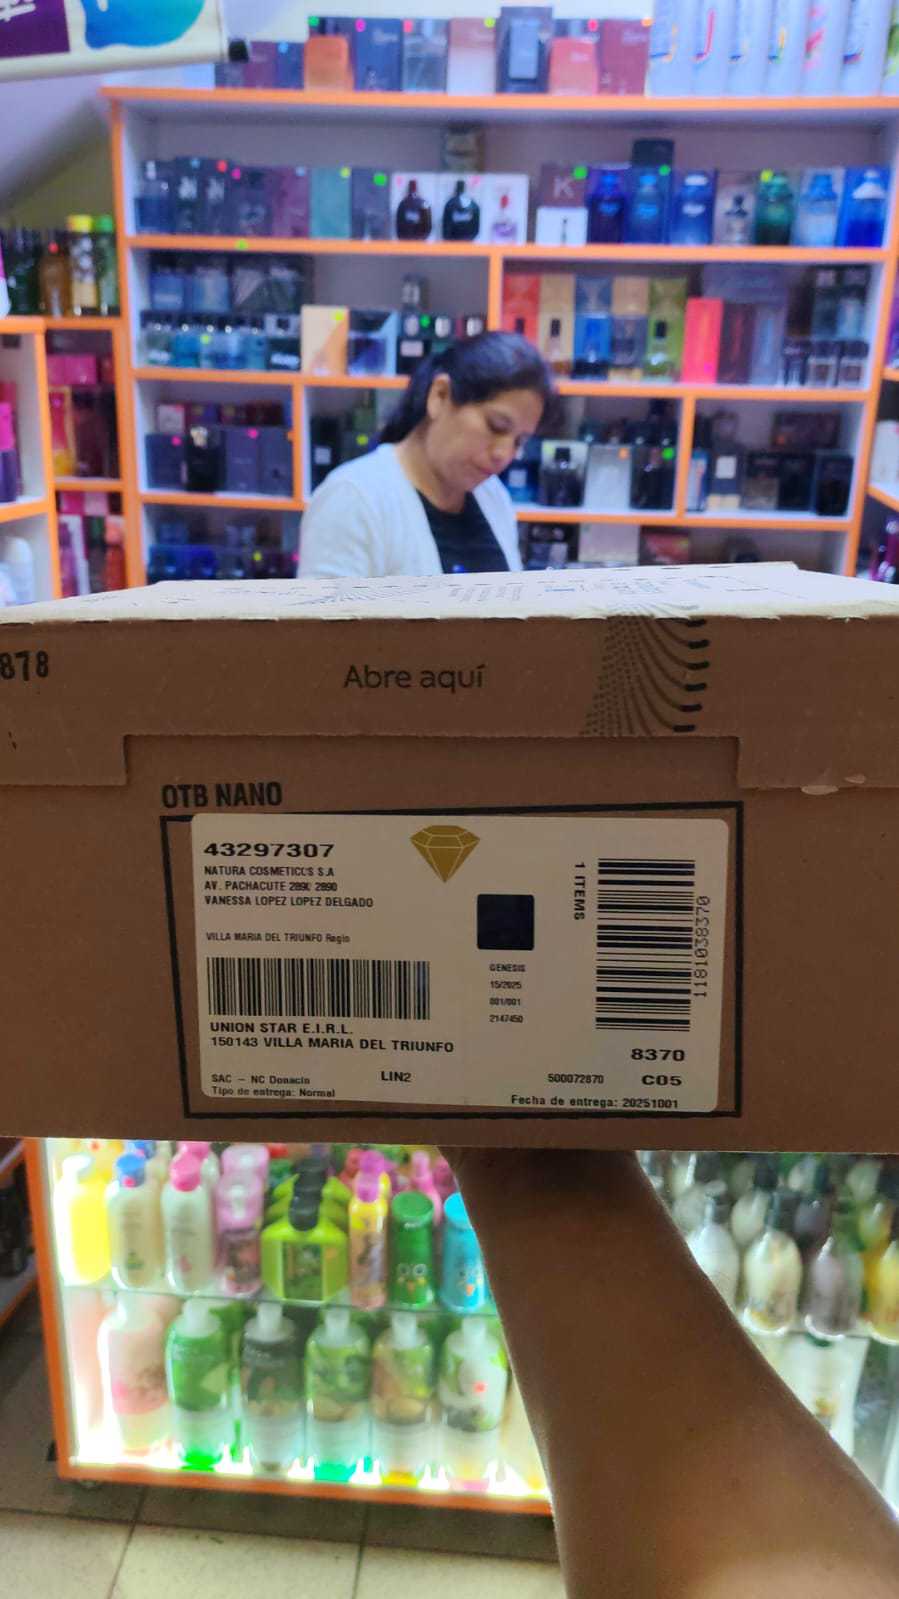 878
Abre aquí
OTB NANO
43297307
NATURA COSMETICOS S.A
AV. PACHACUTE 2890 2890
VANESSA LOPEZ LOPEZ DELGADO
VILLA MARIA DEL TRIUNFO Regio
UNION STAR E.I.R.L.
150143 VILLA MARIA DEL TRIUNFO
SAC – NC Donacin
LIN2
Tipo de entrega: Normal
GENESIS
15/2025
001/001
2147450
1 ITEMS
1181038370
8370
500072870
C05
Fecha de entrega: 20251001
K